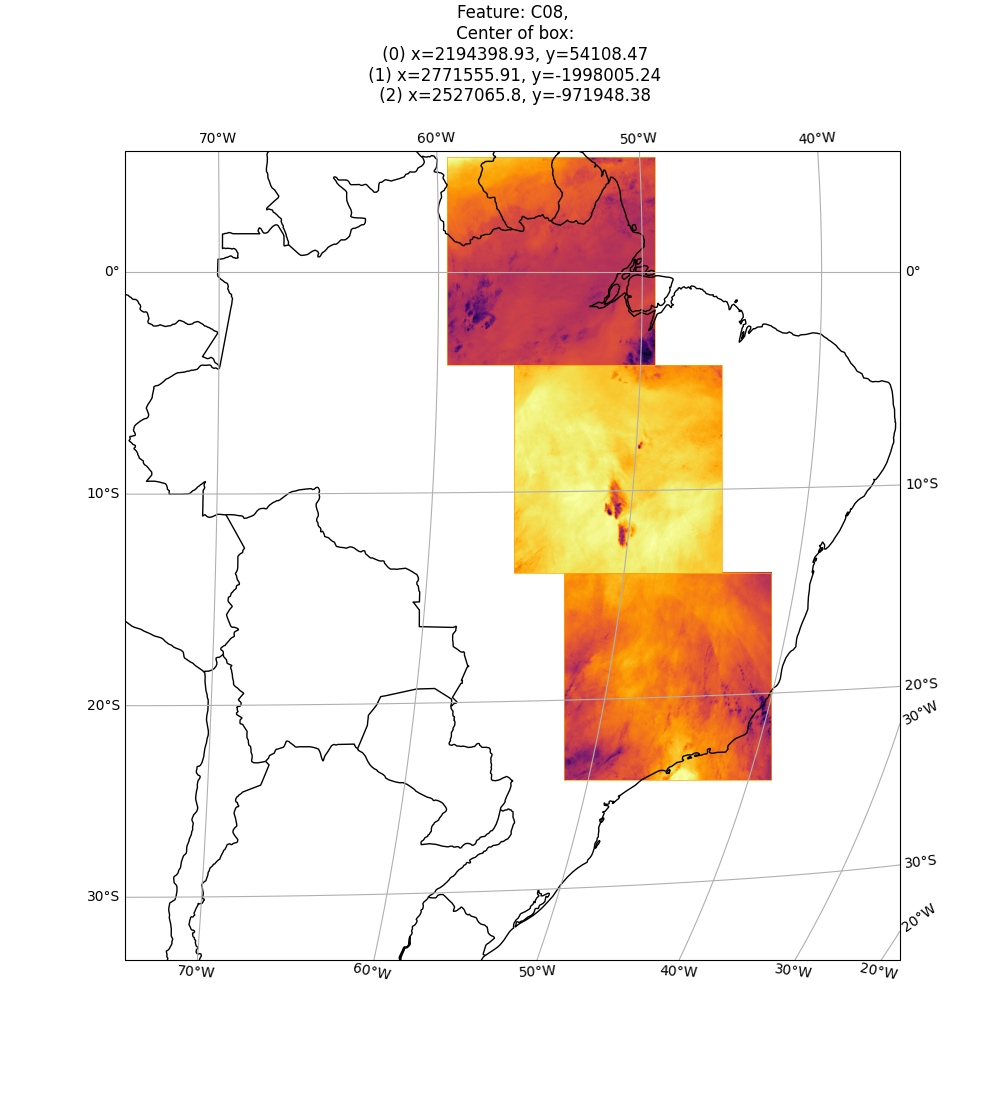 Feature: C08,
Center of box:
(0) x=2194398.93, y=54108.47
(1) x=2771555.91, y=-1998005.24
(2) x=2527065.8, y=-971948.38
70°W 60°W 50°W 40°W
0° 0°
10°S 10°S
20°S 20°S
30°W
30°S 30°S
20°W
70°W 60°W 50°W 40°W 30°W 20°W